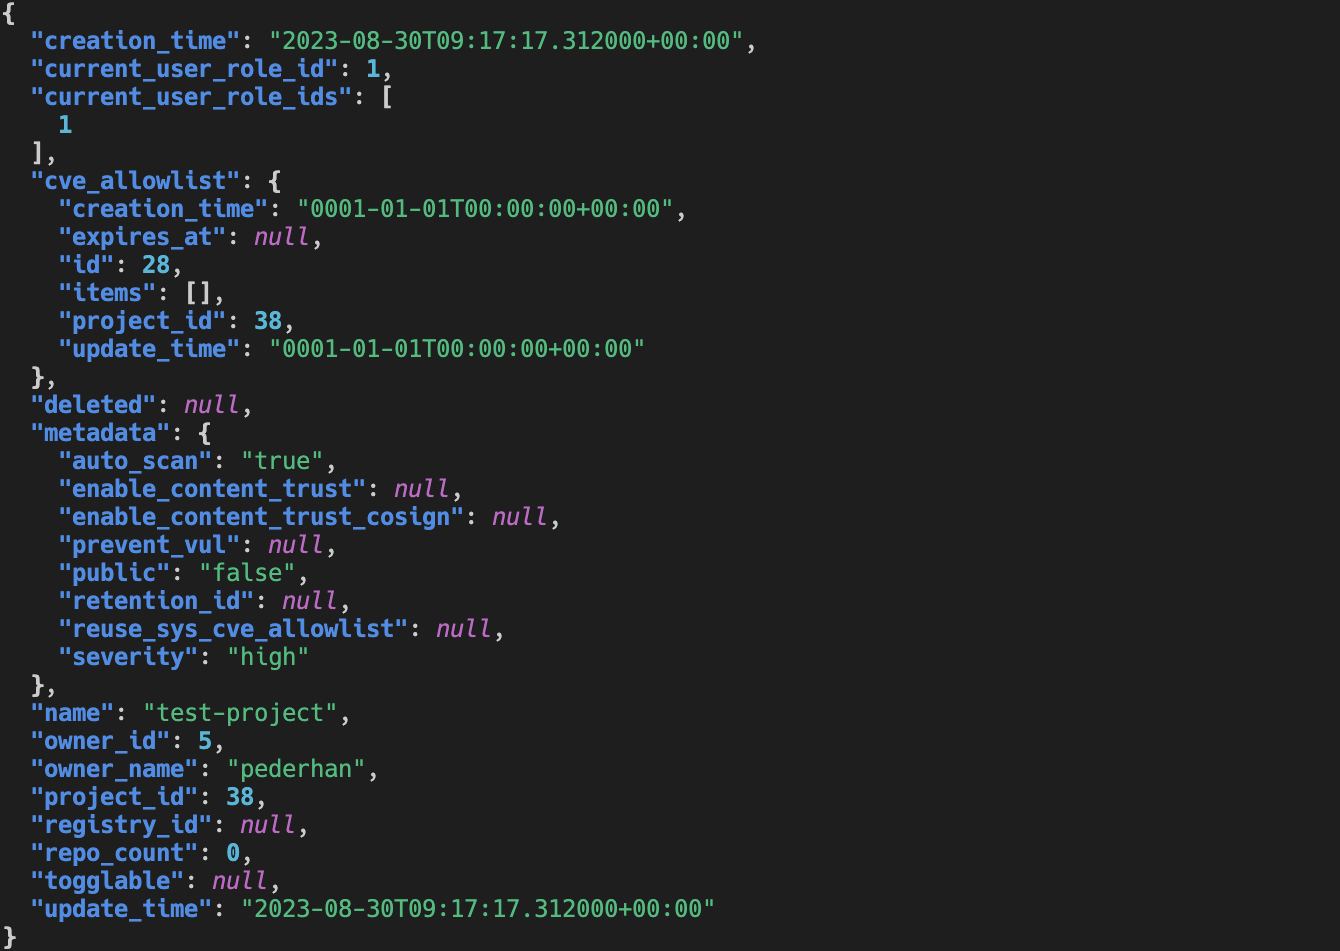 {
  "creation_time": "2023-08-30T09:17:17.312000+00:00",
  "current_user_role_id": 1,
  "current_user_role_ids": [
    1
  ],
  "cve_allowlist": {
    "creation_time": "0001-01-01T00:00:00+00:00",
    "expires_at": null,
    "id": 28,
    "items": [],
    "project_id": 38,
    "update_time": "0001-01-01T00:00:00+00:00"
  },
  "deleted": null,
  "metadata": {
    "auto_scan": "true",
    "enable_content_trust": null,
    "enable_content_trust_cosign": null,
    "prevent_vul": null,
    "public": "false",
    "retention_id": null,
    "reuse_sys_cve_allowlist": null,
    "severity": "high"
  },
  "name": "test-project",
  "owner_id": 5,
  "owner_name": "pederhan",
  "project_id": 38,
  "registry_id": null,
  "repo_count": 0,
  "togglable": null,
  "update_time": "2023-08-30T09:17:17.312000+00:00"
}